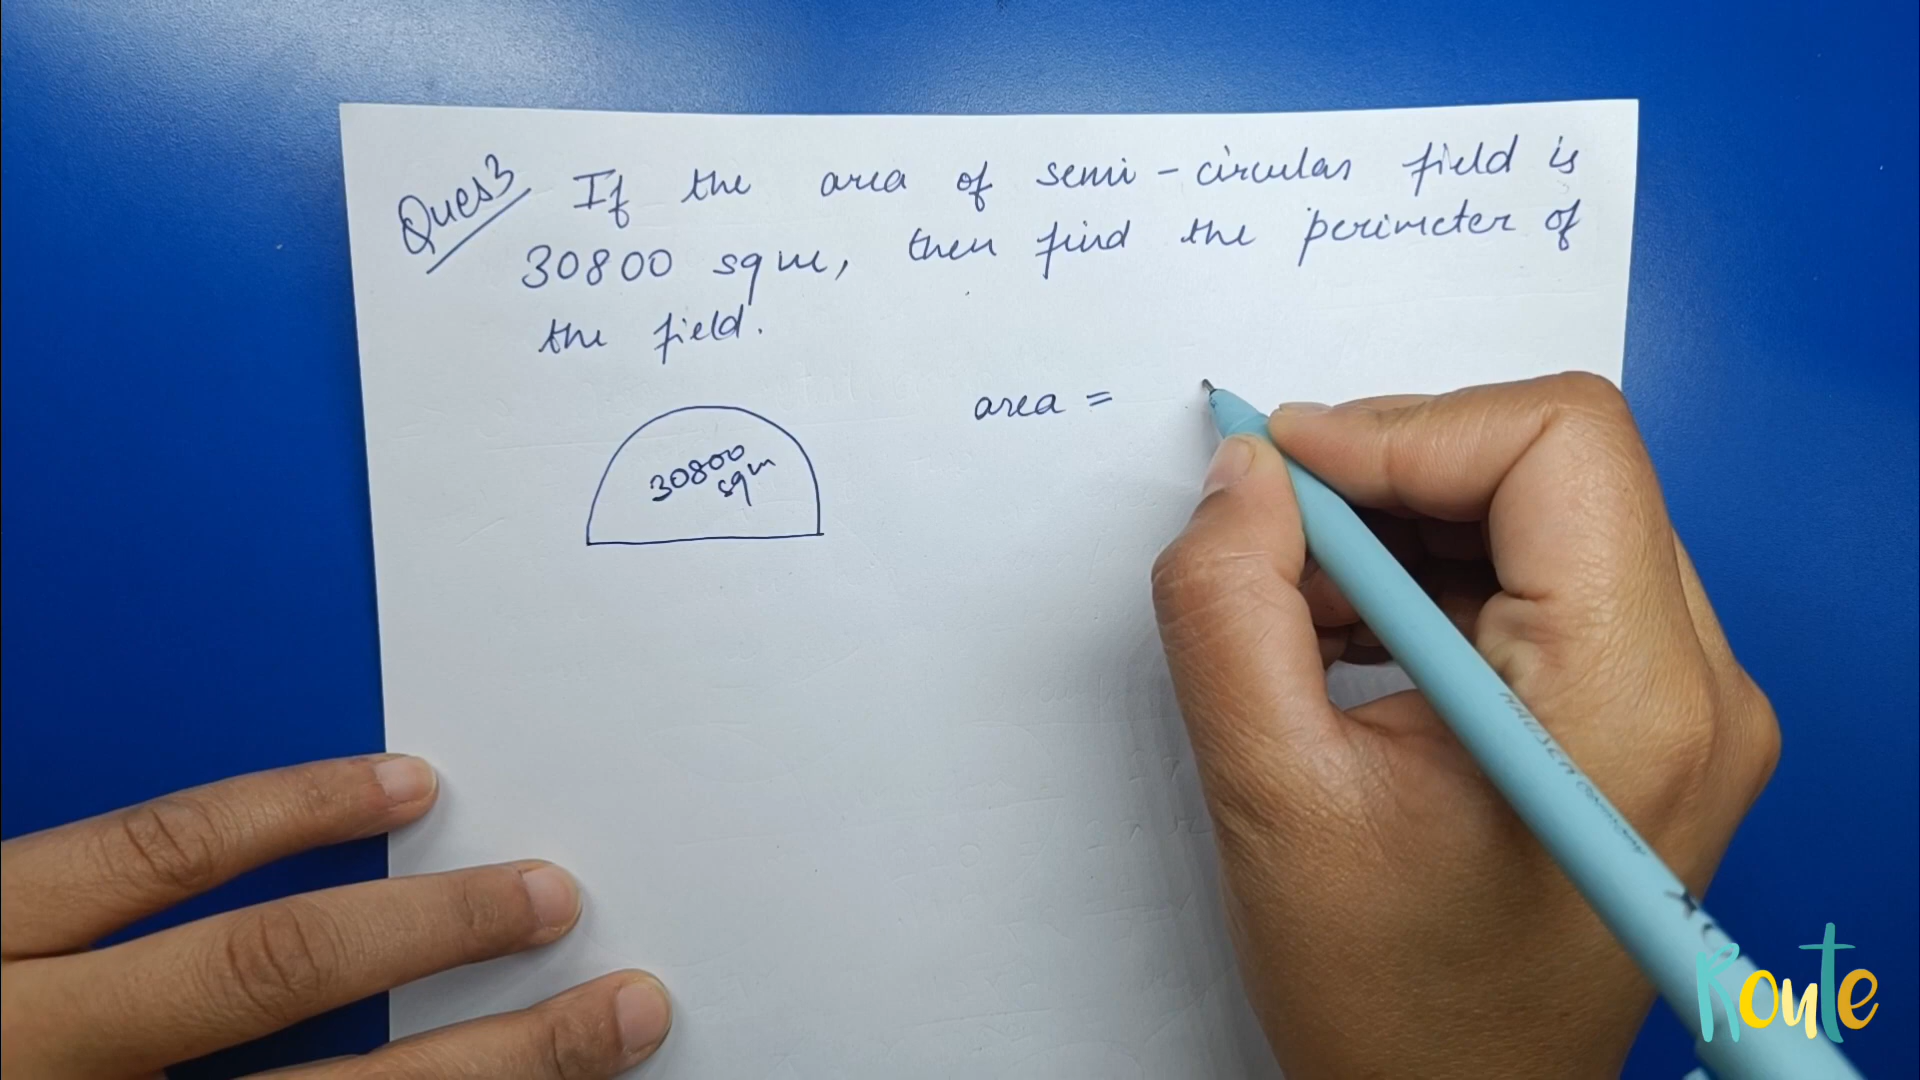 Ques3 If the area of semi-circular field is
30800 sqm, then find the perimeter of
the field.
30800
sqm
area =
HAUSER
Route